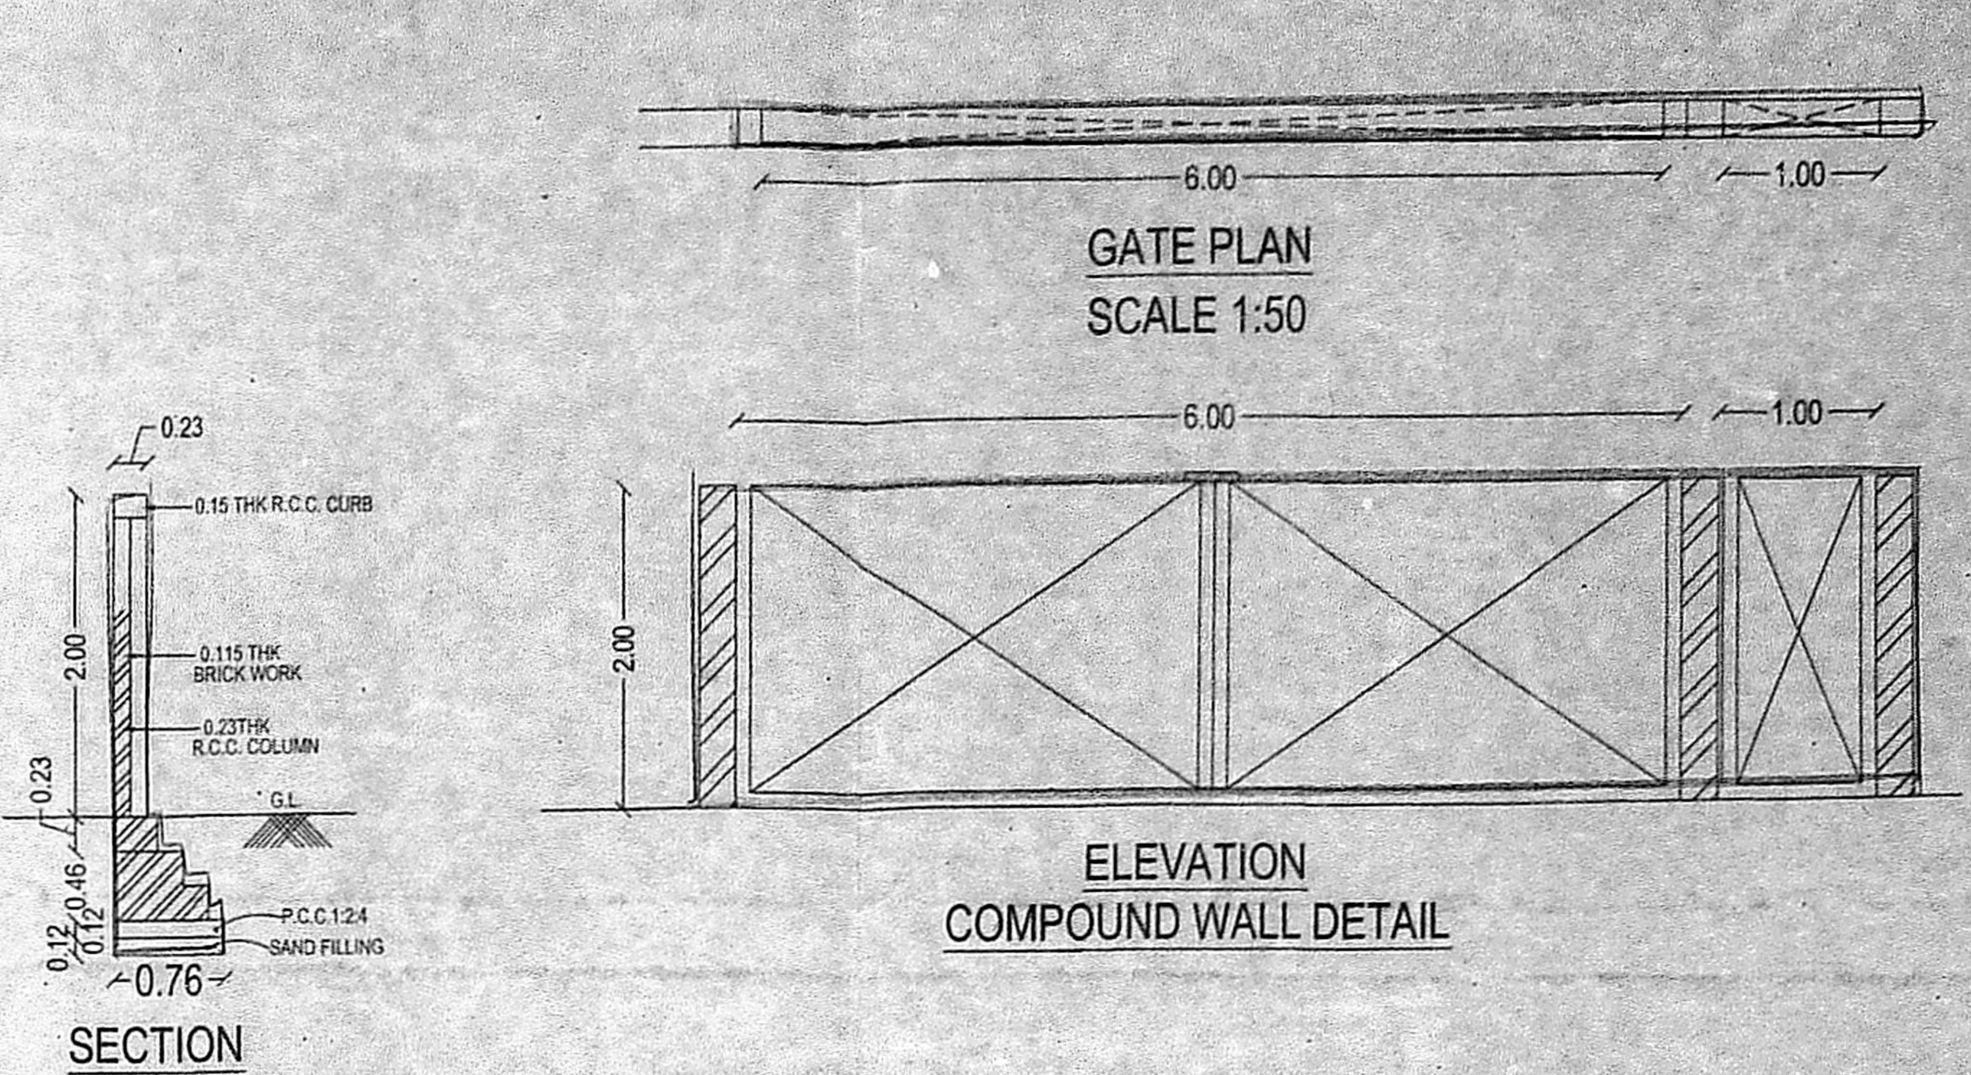 6.00
1.00
GATE PLAN
SCALE 1:50
6.00
1.00
2.00
ELEVATION
COMPOUND WALL DETAIL
0.23
0.15 THK R.C.C. CURB
2.00
0.115 THK
BRICK WORK
0.23THK
R.C.C. COLUMN
0.23
G.L.
0.46
0.12
0.12
P.C.C.1:2:4
SAND FILLING
0.76
SECTION